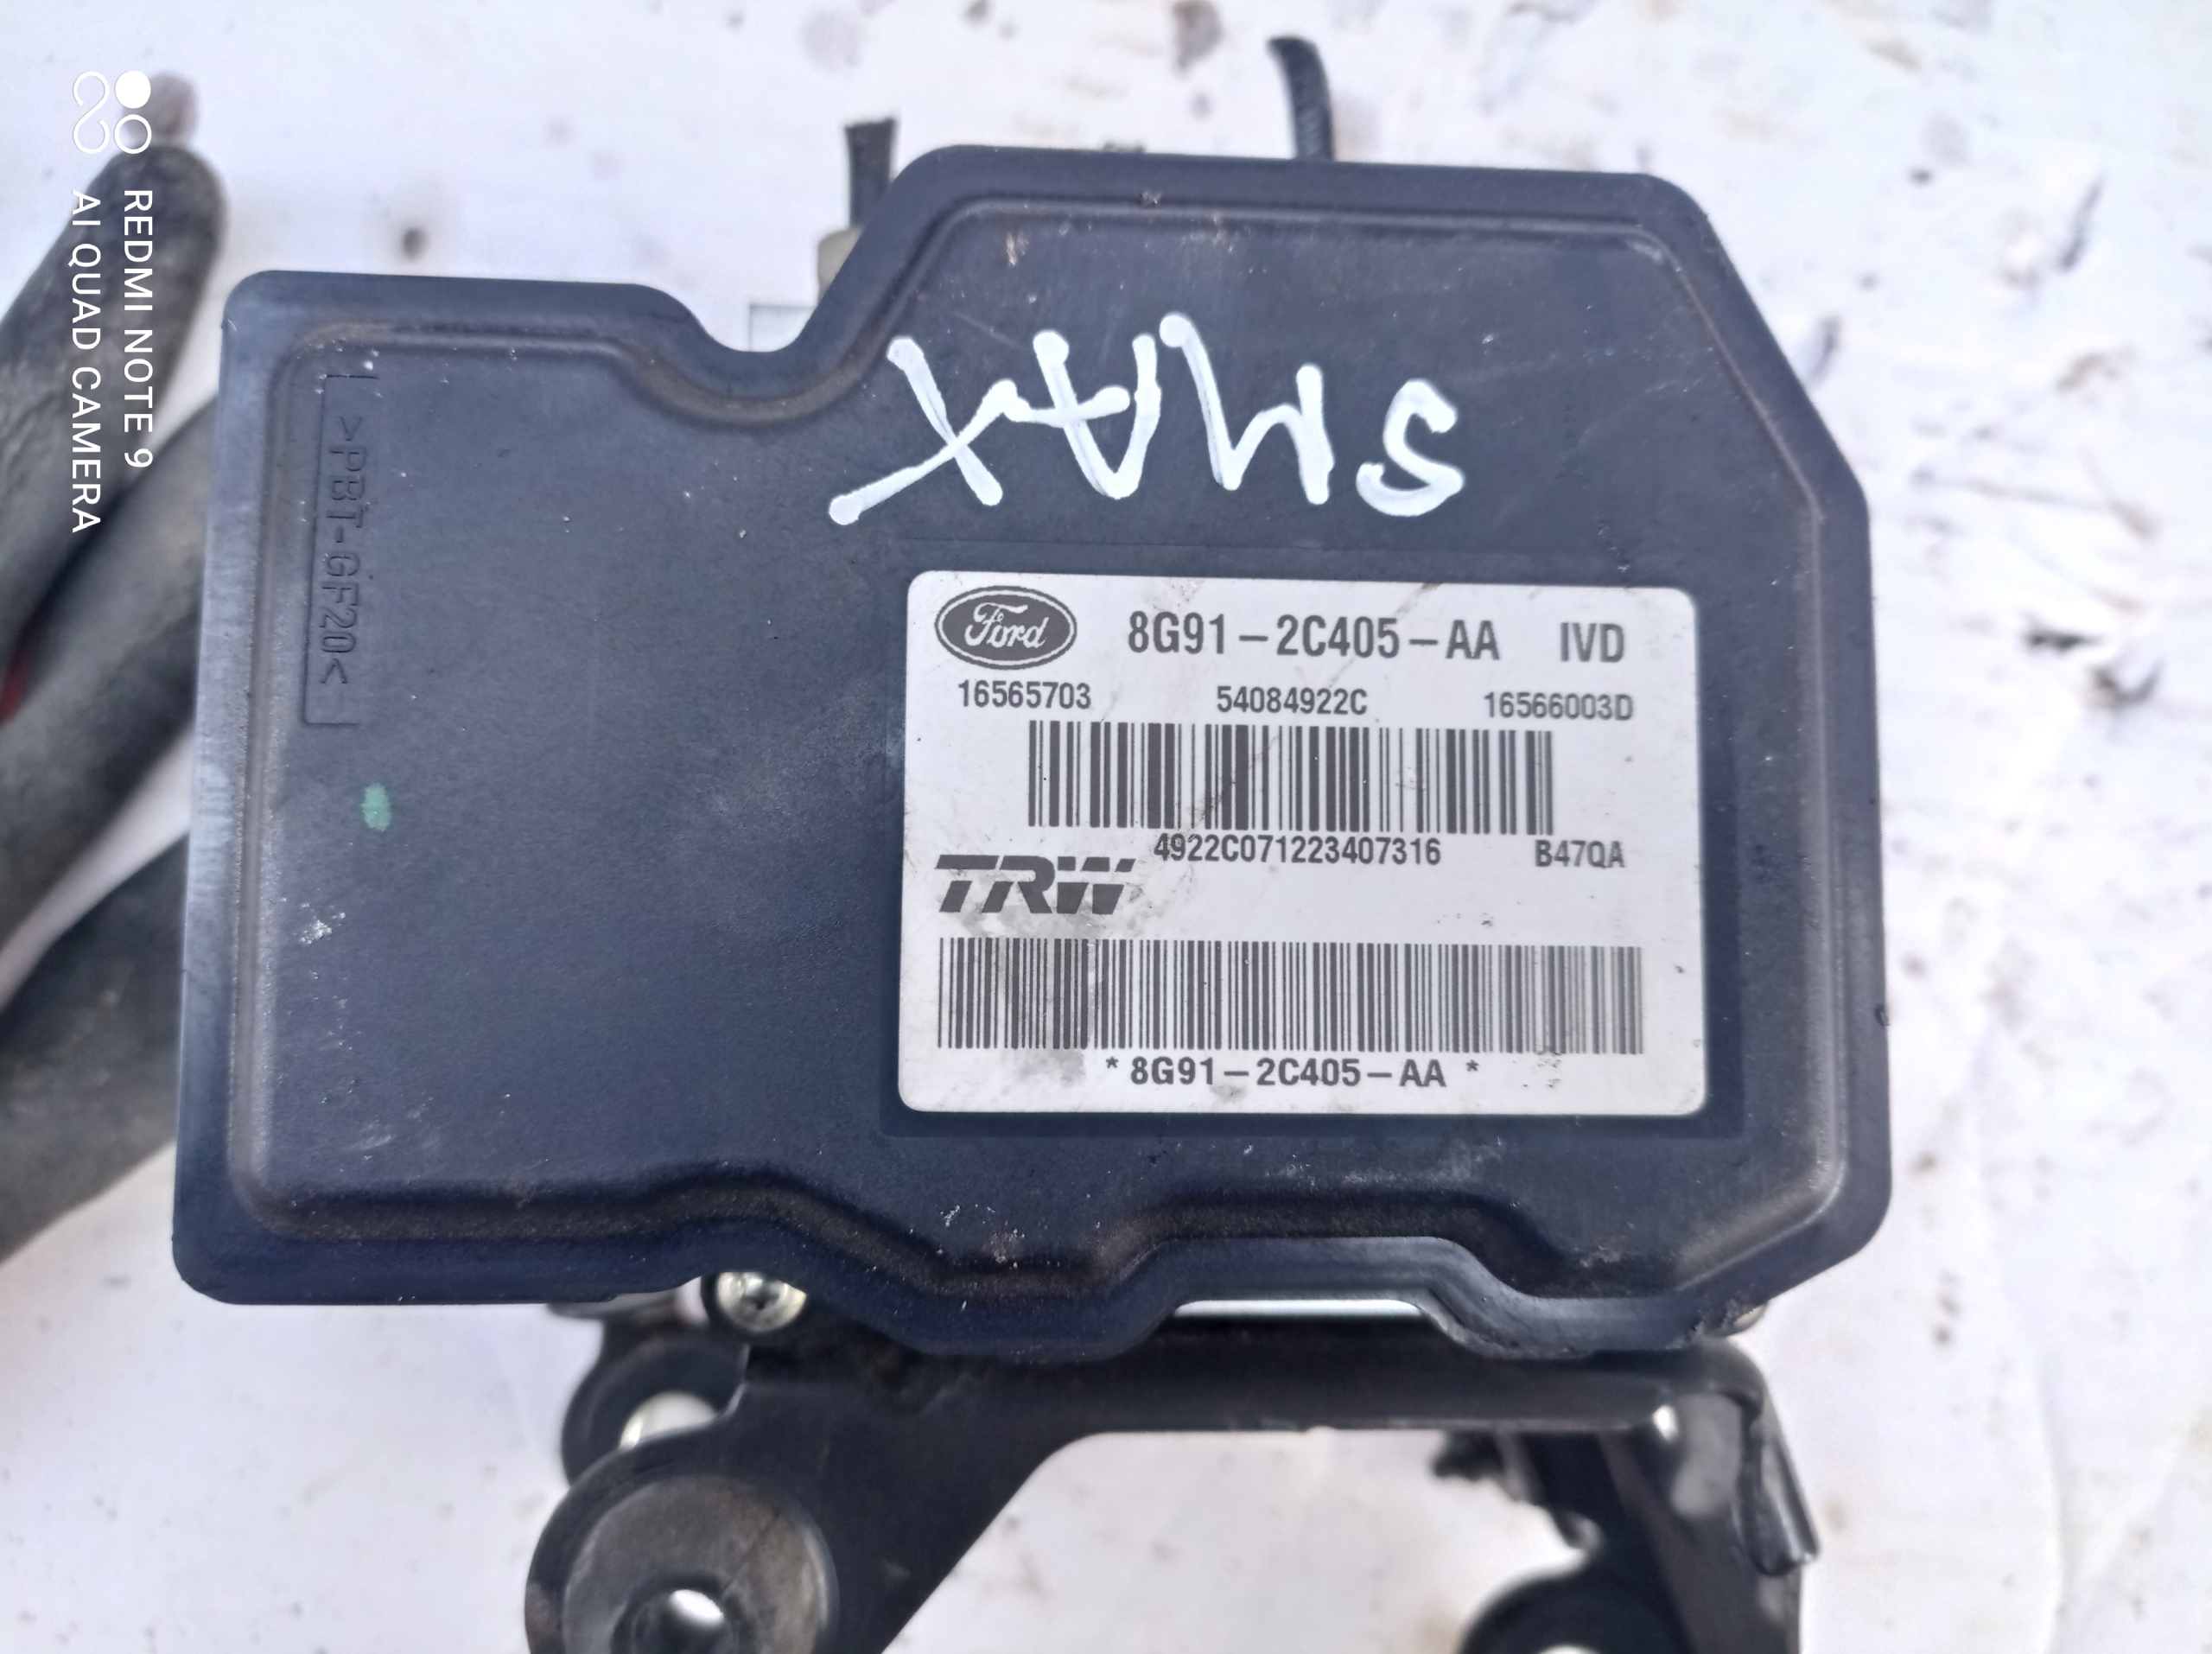 REDMI NOTE 9
AI QUAD CAMERA
SMAX
>PBT-GF20<
Ford
8G91-2C405-AA IVD
16565703 54084922C 16566003D
4922C071223407316 B47QA
TRW
*8G91-2C405-AA*